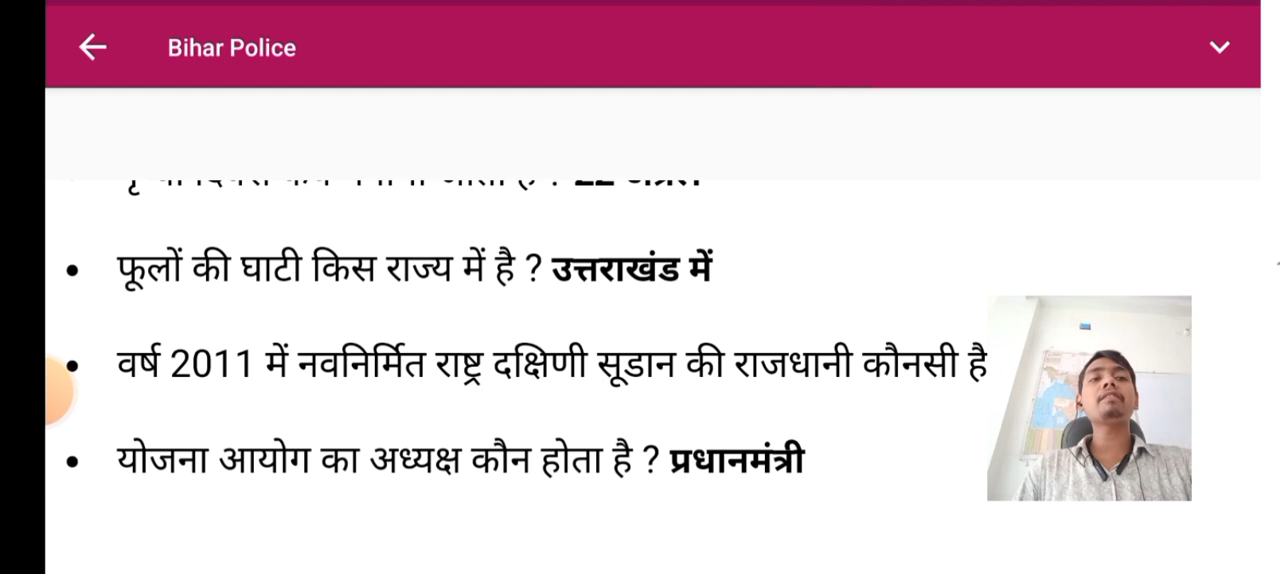 Bihar Police
फूलों की घाटी किस राज्य में है ? उत्तराखंड में
वर्ष 2011 में नवनिर्मित राष्ट्र दक्षिणी सूडान की राजधानी कौनसी है
योजना आयोग का अध्यक्ष कौन होता है ? प्रधानमंत्री